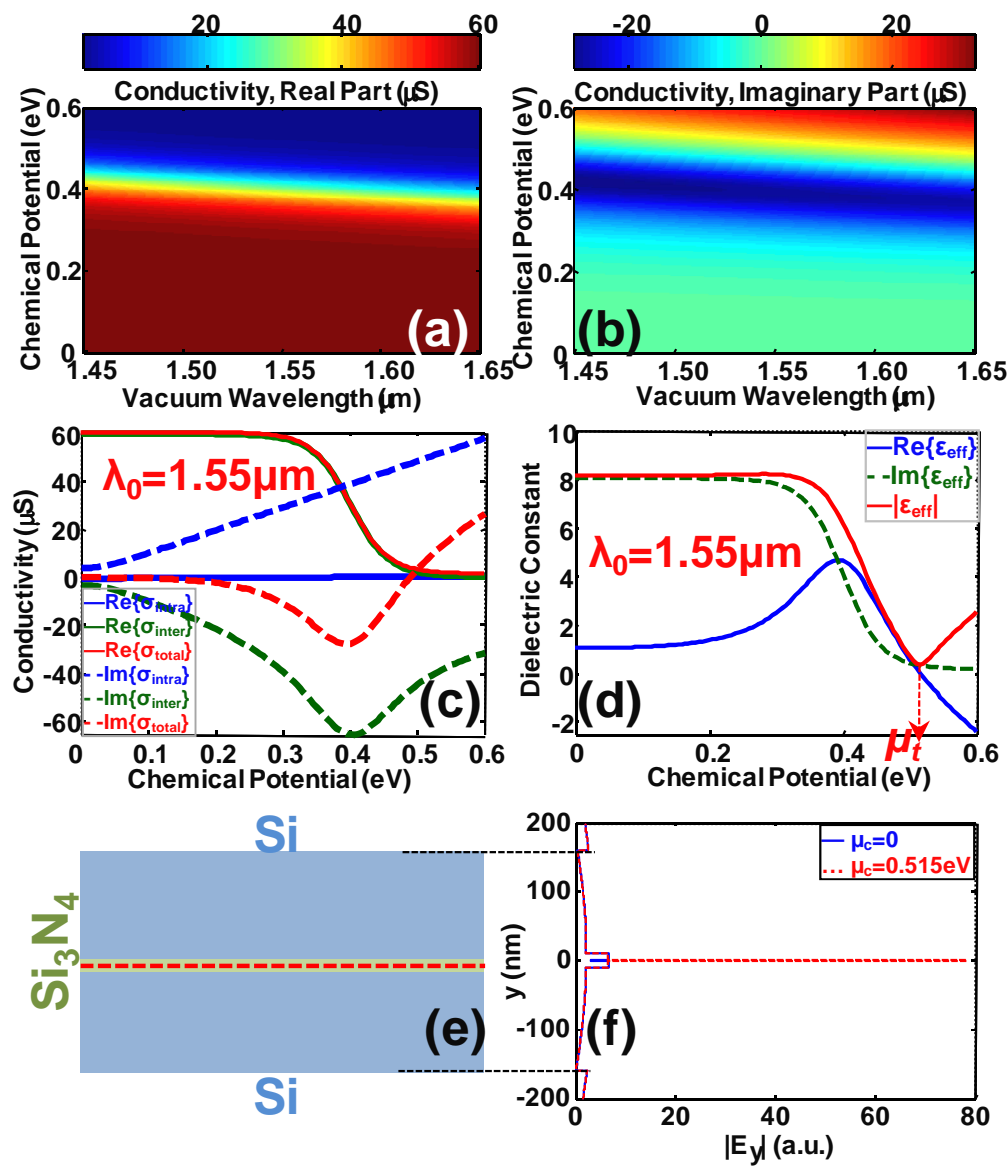 20 40 60
Conductivity, Real Part (μS)
Chemical Potential (eV)
0.6
0.4
0.2
0
(a)
1.45 1.50 1.55 1.60 1.65
Vacuum Wavelength (μm)
-20 0 20
Conductivity, Imaginary Part (μS)
Chemical Potential (eV)
0.6
0.4
0.2
0
(b)
1.45 1.50 1.55 1.60 1.65
Vacuum Wavelength (μm)
Conductivity (μS)
60
40
20
0
-20
-40
-60
λ0=1.55μm
Re{σintra}
Re{σinter}
Re{σtotal}
-Im{σintra}
-Im{σinter}
-Im{σtotal}
(c)
0 0.1 0.2 0.3 0.4 0.5 0.6
Chemical Potential (eV)
Dielectric Constant
10
8
6
4
2
0
-2
Re{εeff}
-Im{εeff}
|εeff|
λ0=1.55μm
(d)
μt
0 0.2 0.4 0.6
Chemical Potential (eV)
Si
Si3N4
(e)
Si
y (nm)
200
100
0
-100
-200
μc=0
μc=0.515eV
(f)
0 20 40 60 80
|Ey| (a.u.)